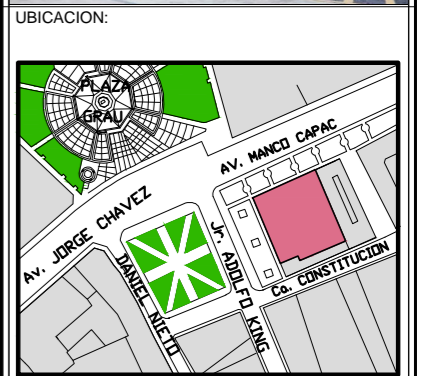 UBICACION:
PLAZA
GRAU
AV. MANCO CAPAC
Av. JORGE CHAVEZ
Jr. ADOLFO KING
DANIEL NIETO
Ca. CONSTITUCION